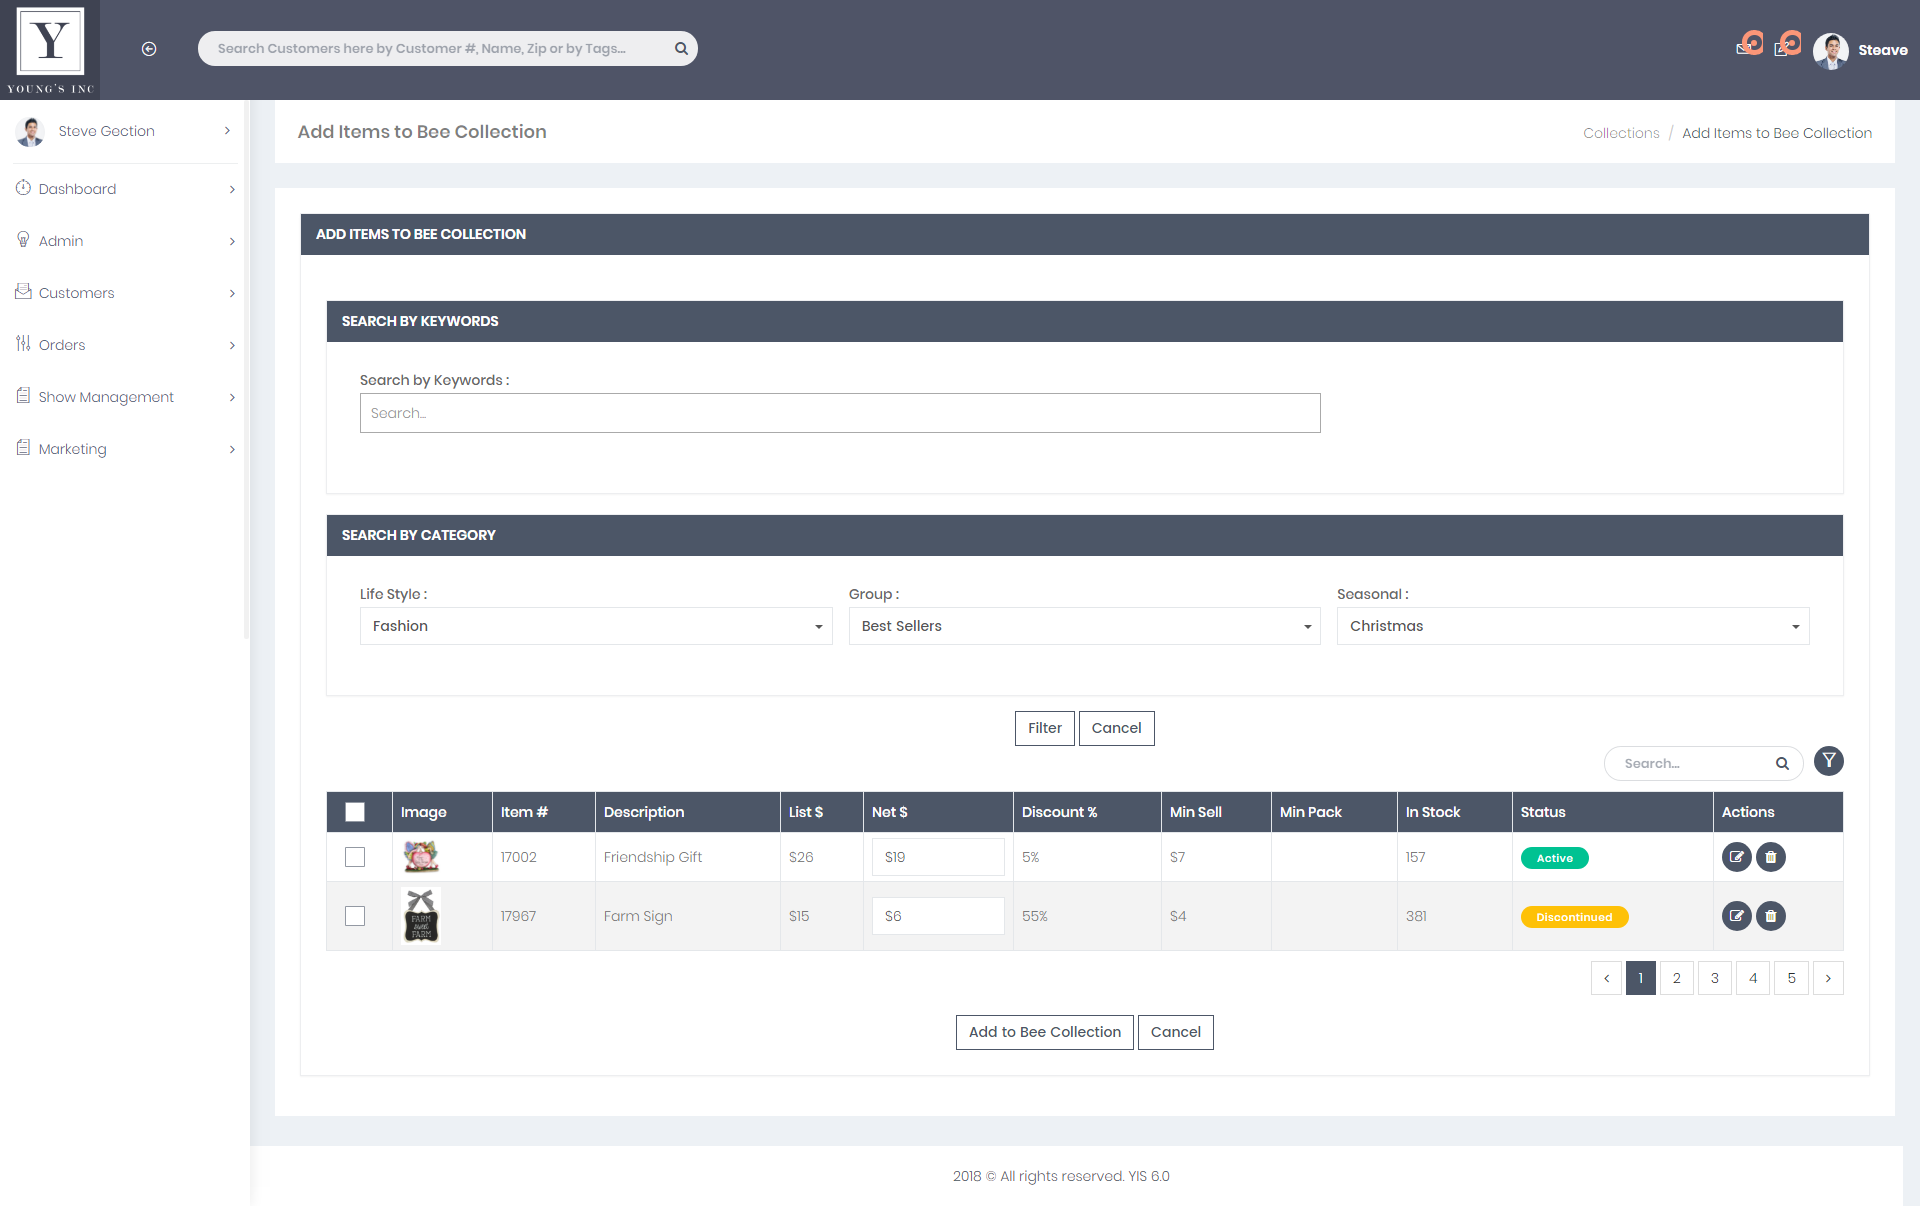 Y
YOUNG'S INC
Search Customers here by Customer #, Name, Zip or by Tags...
Steave
Steve Gection
Dashboard
Admin
Customers
Orders
Show Management
Marketing
Add Items to Bee Collection
Collections / Add Items to Bee Collection
ADD ITEMS TO BEE COLLECTION
SEARCH BY KEYWORDS
Search by Keywords :
Search...
SEARCH BY CATEGORY
Life Style : Group : Seasonal :
Fashion Best Sellers Christmas
Filter Cancel
Search...
Image Item # Description List $ Net $ Discount % Min Sell Min Pack In Stock Status Actions
17002 Friendship Gift $26 $19 5% $7 157 Active
FARM
sweet
FARM
17967 Farm Sign $15 $6 55% $4 381 Discontinued
‹ 1 2 3 4 5 ›
Add to Bee Collection Cancel
2018 © All rights reserved. YIS 6.0